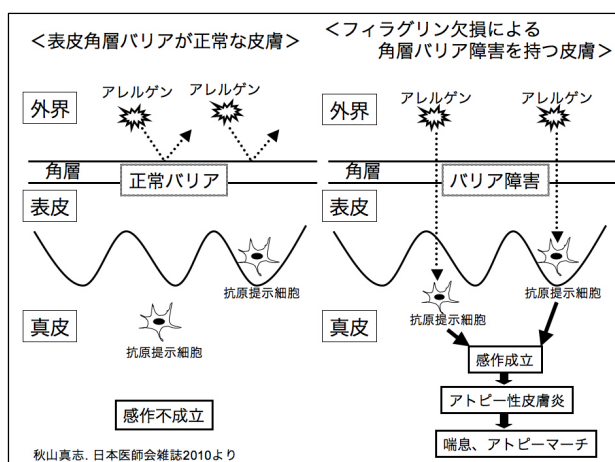 ＜表皮角層バリアが正常な皮膚＞
アレルゲン
アレルゲン
外界
角層
正常バリア
表皮
抗原提示細胞
真皮
抗原提示細胞
感作不成立
秋山真志. 日本医師会雑誌2010より
＜フィラグリン欠損による
角層バリア障害を持つ皮膚＞
アレルゲン
アレルゲン
外界
角層
バリア障害
表皮
抗原提示細胞
抗原提示細胞
真皮
感作成立
アトピー性皮膚炎
喘息、アトピーマーチ